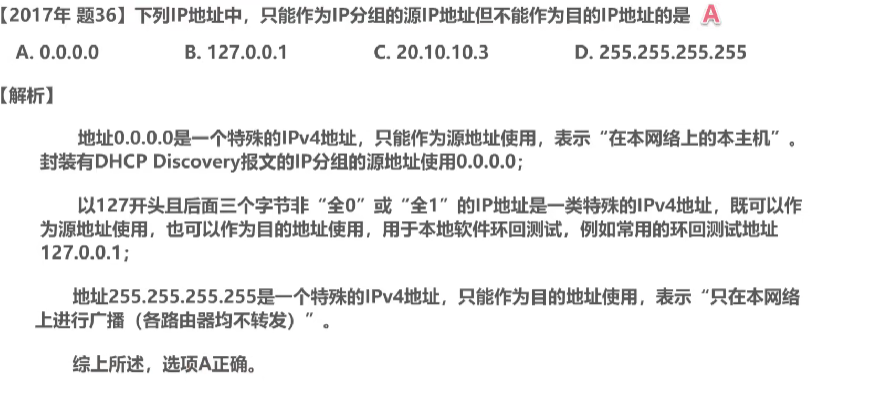 【2017年 题36】下列IP地址中，只能作为IP分组的源IP地址但不能作为目的IP地址的是 A
A. 0.0.0.0 B. 127.0.0.1 C. 20.10.10.3 D. 255.255.255.255
【解析】
地址0.0.0.0是一个特殊的IPv4地址，只能作为源地址使用，表示“在本网络上的本主机”。
封装有DHCP Discovery报文的IP分组的源地址使用0.0.0.0；
以127开头且后面三个字节非“全0”或“全1”的IP地址是一类特殊的IPv4地址，既可以作
为源地址使用，也可以作为目的地址使用，用于本地软件环回测试，例如常用的环回测试地址
127.0.0.1；
地址255.255.255.255是一个特殊的IPv4地址，只能作为目的地址使用，表示“只在本网络
上进行广播（各路由器均不转发）”。
综上所述，选项A正确。